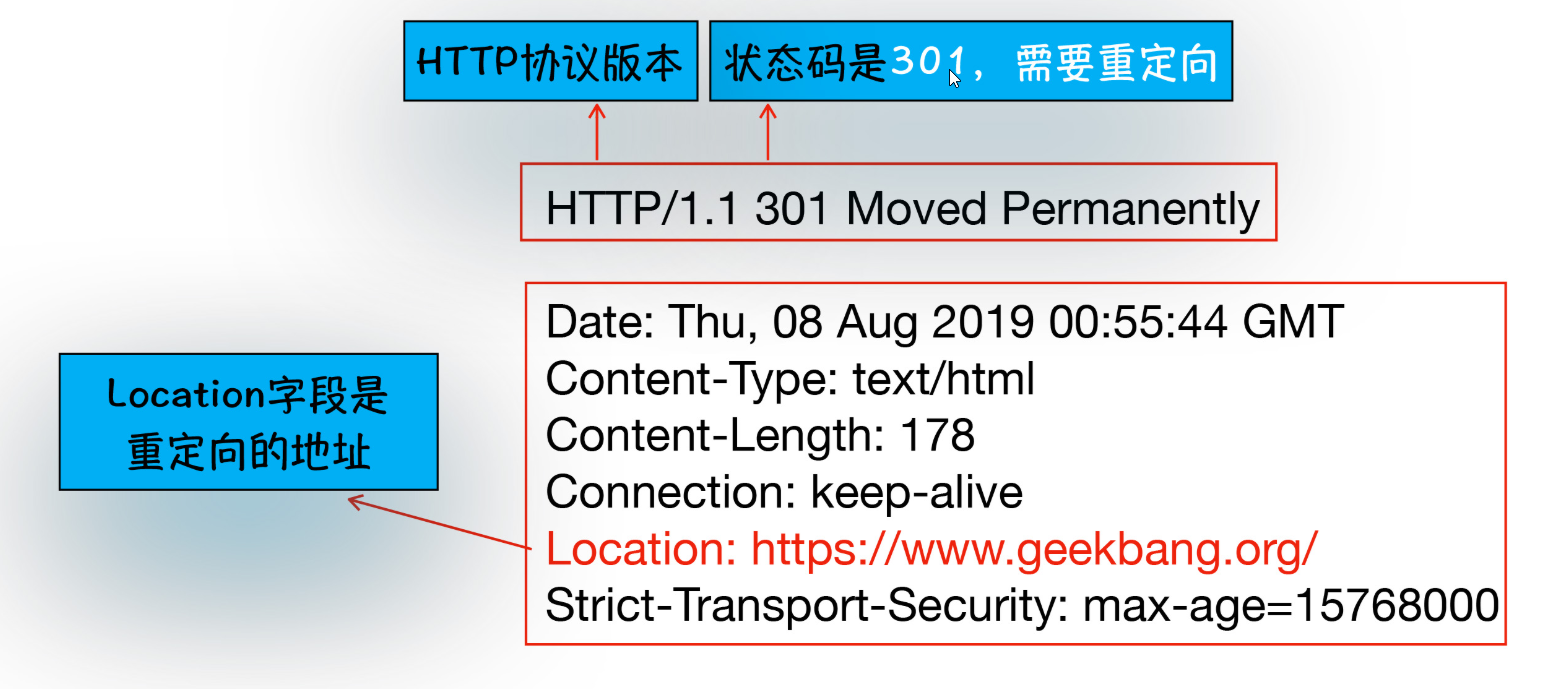 HTTP协议版本
状态码是301，需要重定向
HTTP/1.1 301 Moved Permanently
Date: Thu, 08 Aug 2019 00:55:44 GMT
Content-Type: text/html
Content-Length: 178
Connection: keep-alive
Location: https://www.geekbang.org/
Strict-Transport-Security: max-age=15768000
Location字段是
重定向的地址